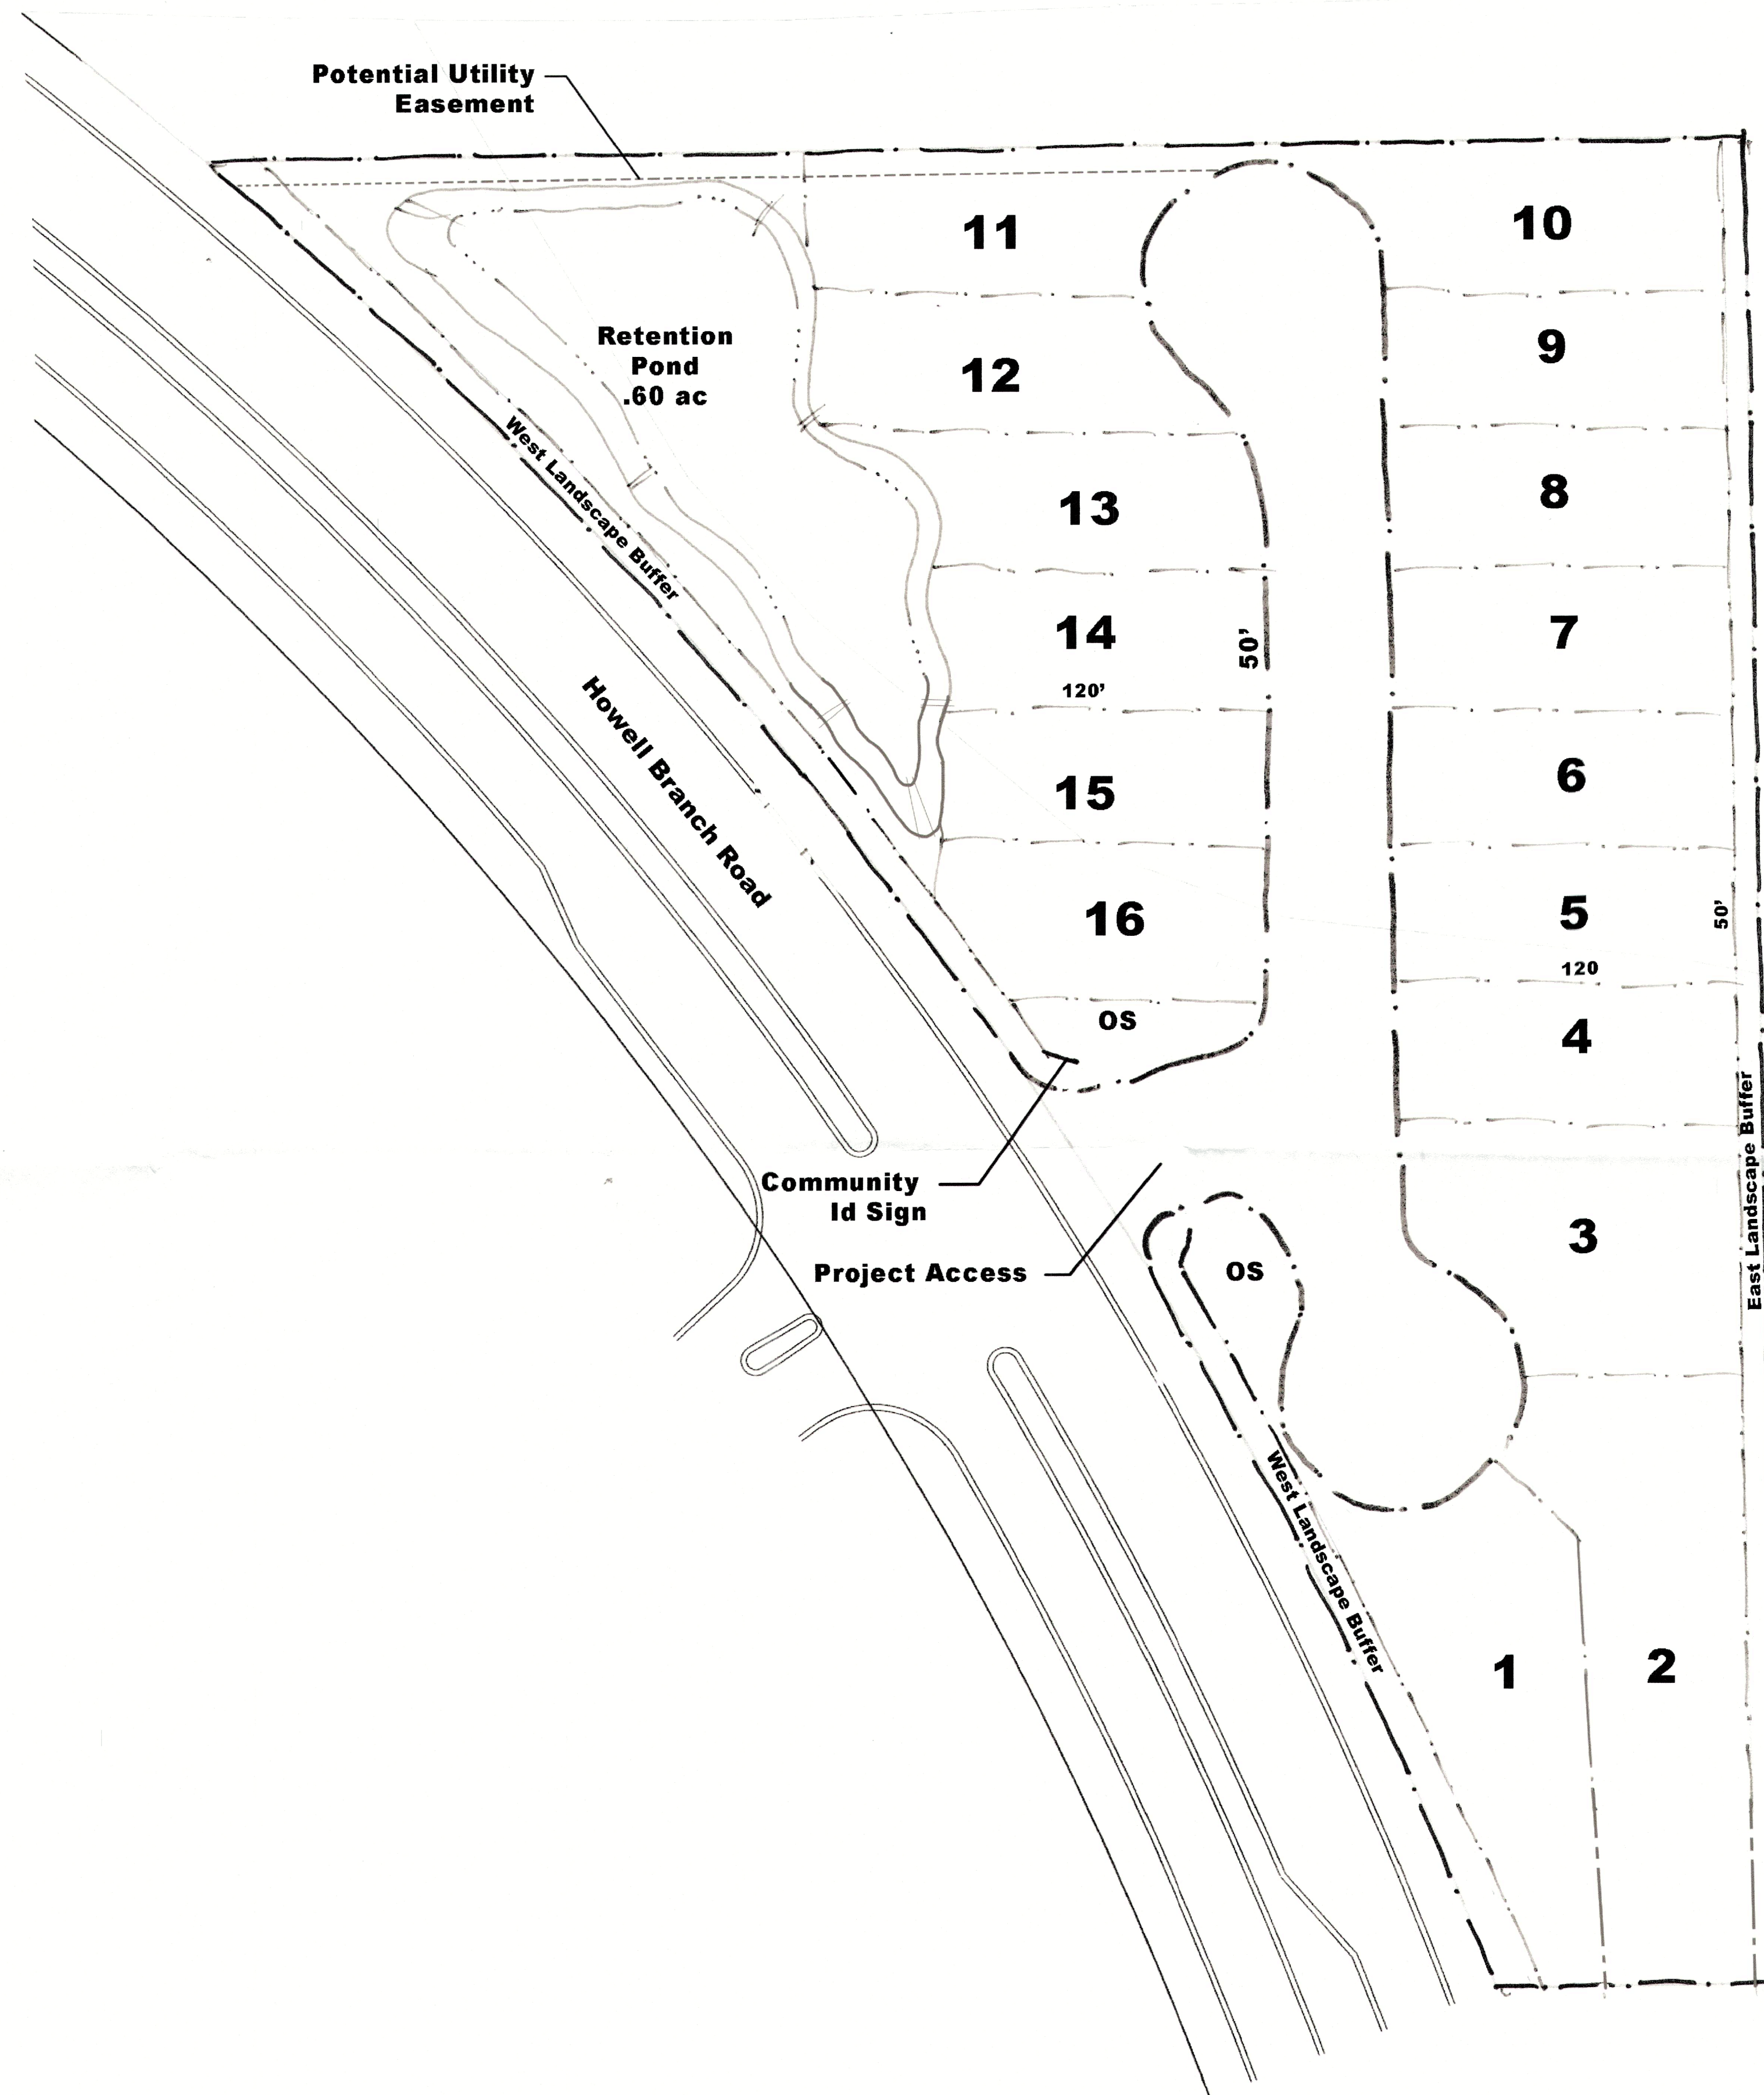 Potential Utility
Easement
11
10
Retention
Pond
.60 ac
12
9
West Landscape Buffer
13
8
14
50'
7
120'
Howell Branch Road
15
6
16
5
50'
120
OS
4
East Landscape Buffer
Community
Id Sign
3
Project Access
OS
West Landscape Buffer
1
2